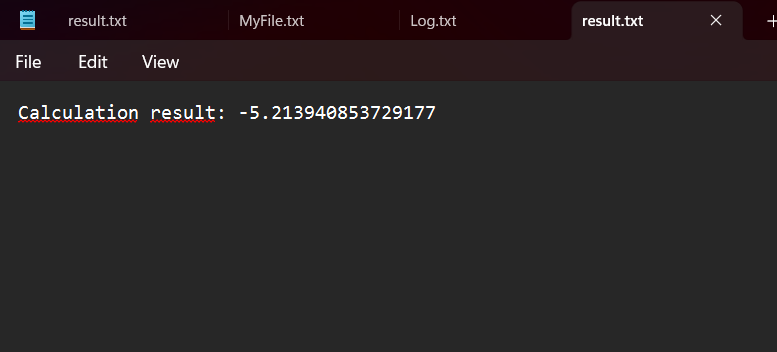 result.txt MyFile.txt Log.txt result.txt
File Edit View
Calculation result: -5.213940853729177